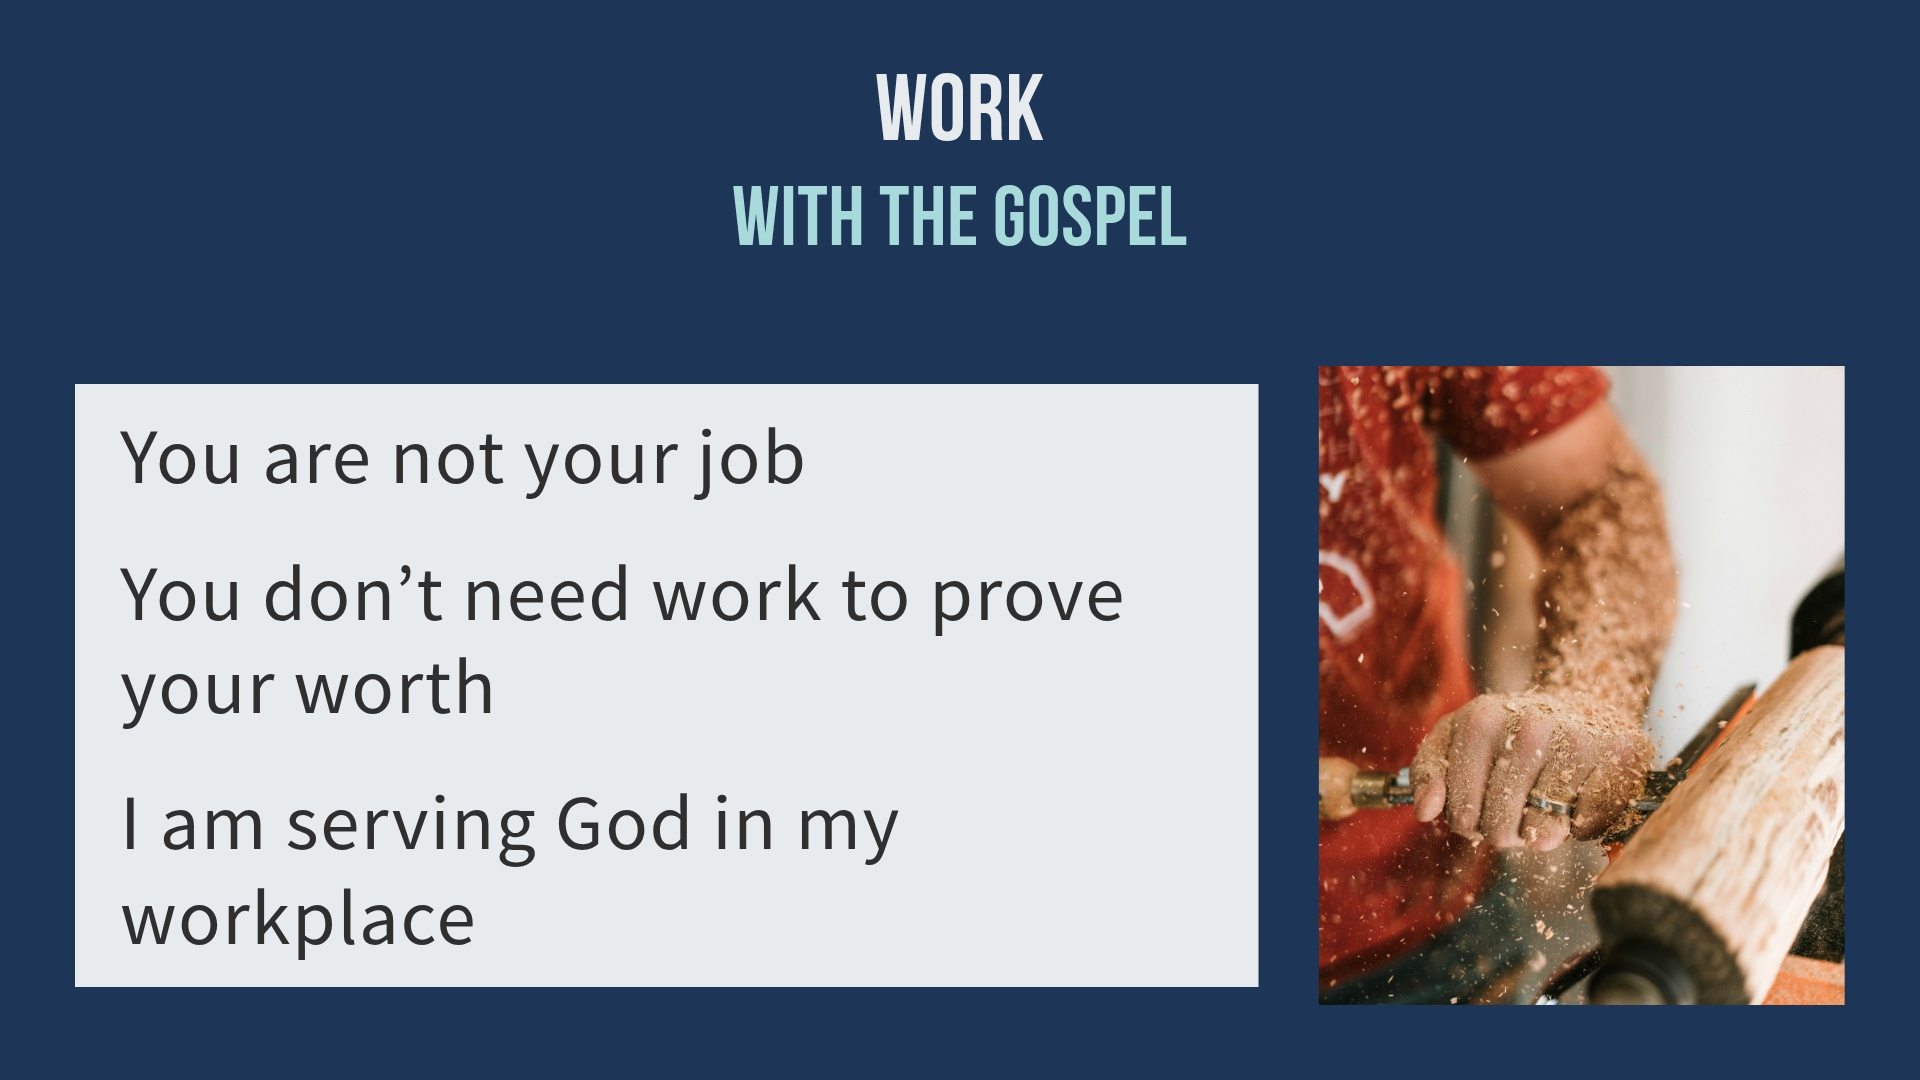 WORK
WITH THE GOSPEL
You are not your job
You don’t need work to prove
your worth
I am serving God in my
workplace